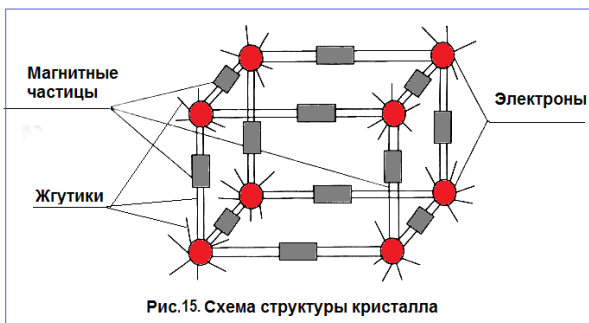 Магнитные
частицы
Электроны
Жгутики
Рис.15. Схема структуры кристалла